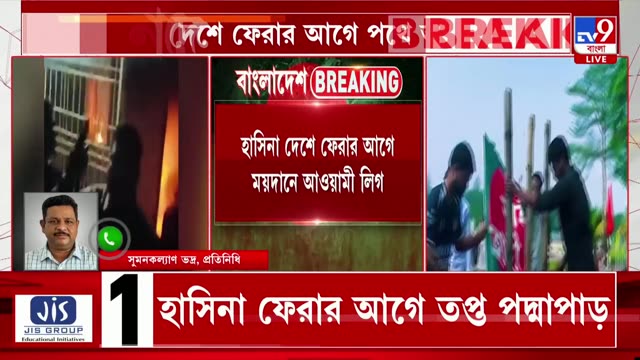 দেশে ফেরার আগে পথে
BREAKING
TV9
বাংলা
LIVE
বাংলাদেশ BREAKING
হাসিনা দেশে ফেরার আগে
ময়দানে আওয়ামী লিগ
সুমনকল্যাণ ভদ্র, প্রতিনিধি
JIS
JIS GROUP
Educational Initiatives
1 হাসিনা ফেরার আগে তপ্ত পদ্মাপাড়